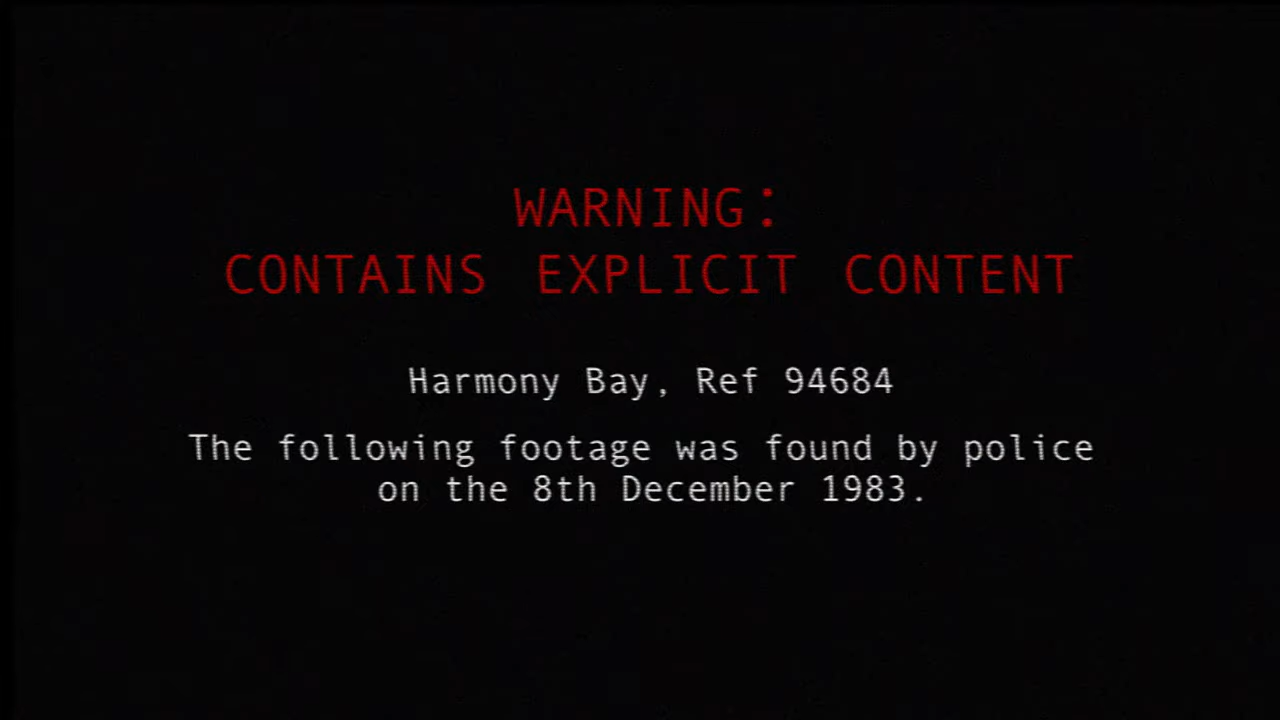 WARNING:
CONTAINS EXPLICIT CONTENT
Harmony Bay, Ref 94684
The following footage was found by police
on the 8th December 1983.